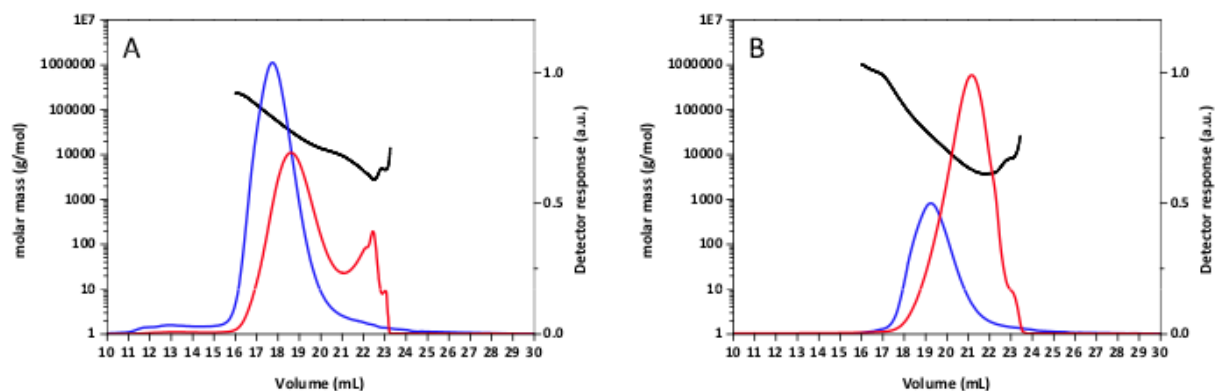 1E7
1000000
100000
10000
1000
100
10
1
molar mass (g/mol)
A
1.0
0.5
0.0
Detector response (a.u.)
10 11 12 13 14 15 16 17 18 19 20 21 22 23 24 25 26 27 28 29 30
Volume (mL)
1E7
1000000
100000
10000
1000
100
10
1
molar mass (g/mol)
B
1.0
0.5
0.0
Detector response (a.u.)
10 11 12 13 14 15 16 17 18 19 20 21 22 23 24 25 26 27 28 29 30
Volume (mL)